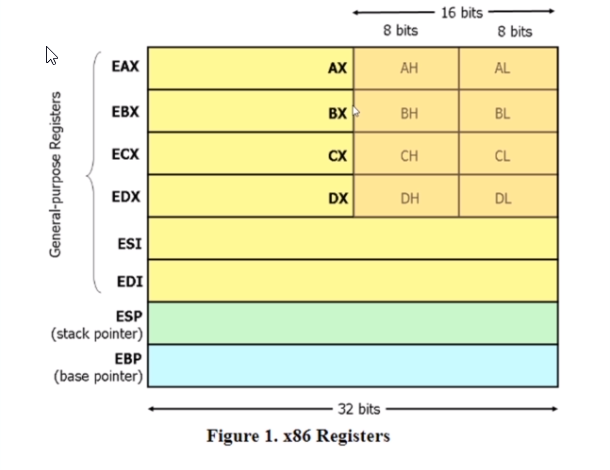 16 bits
8 bits 8 bits
General-purpose Registers
EAX AX AH AL
EBX BX BH BL
ECX CX CH CL
EDX DX DH DL
ESI
EDI
ESP
(stack pointer)
EBP
(base pointer)
32 bits
Figure 1. x86 Registers